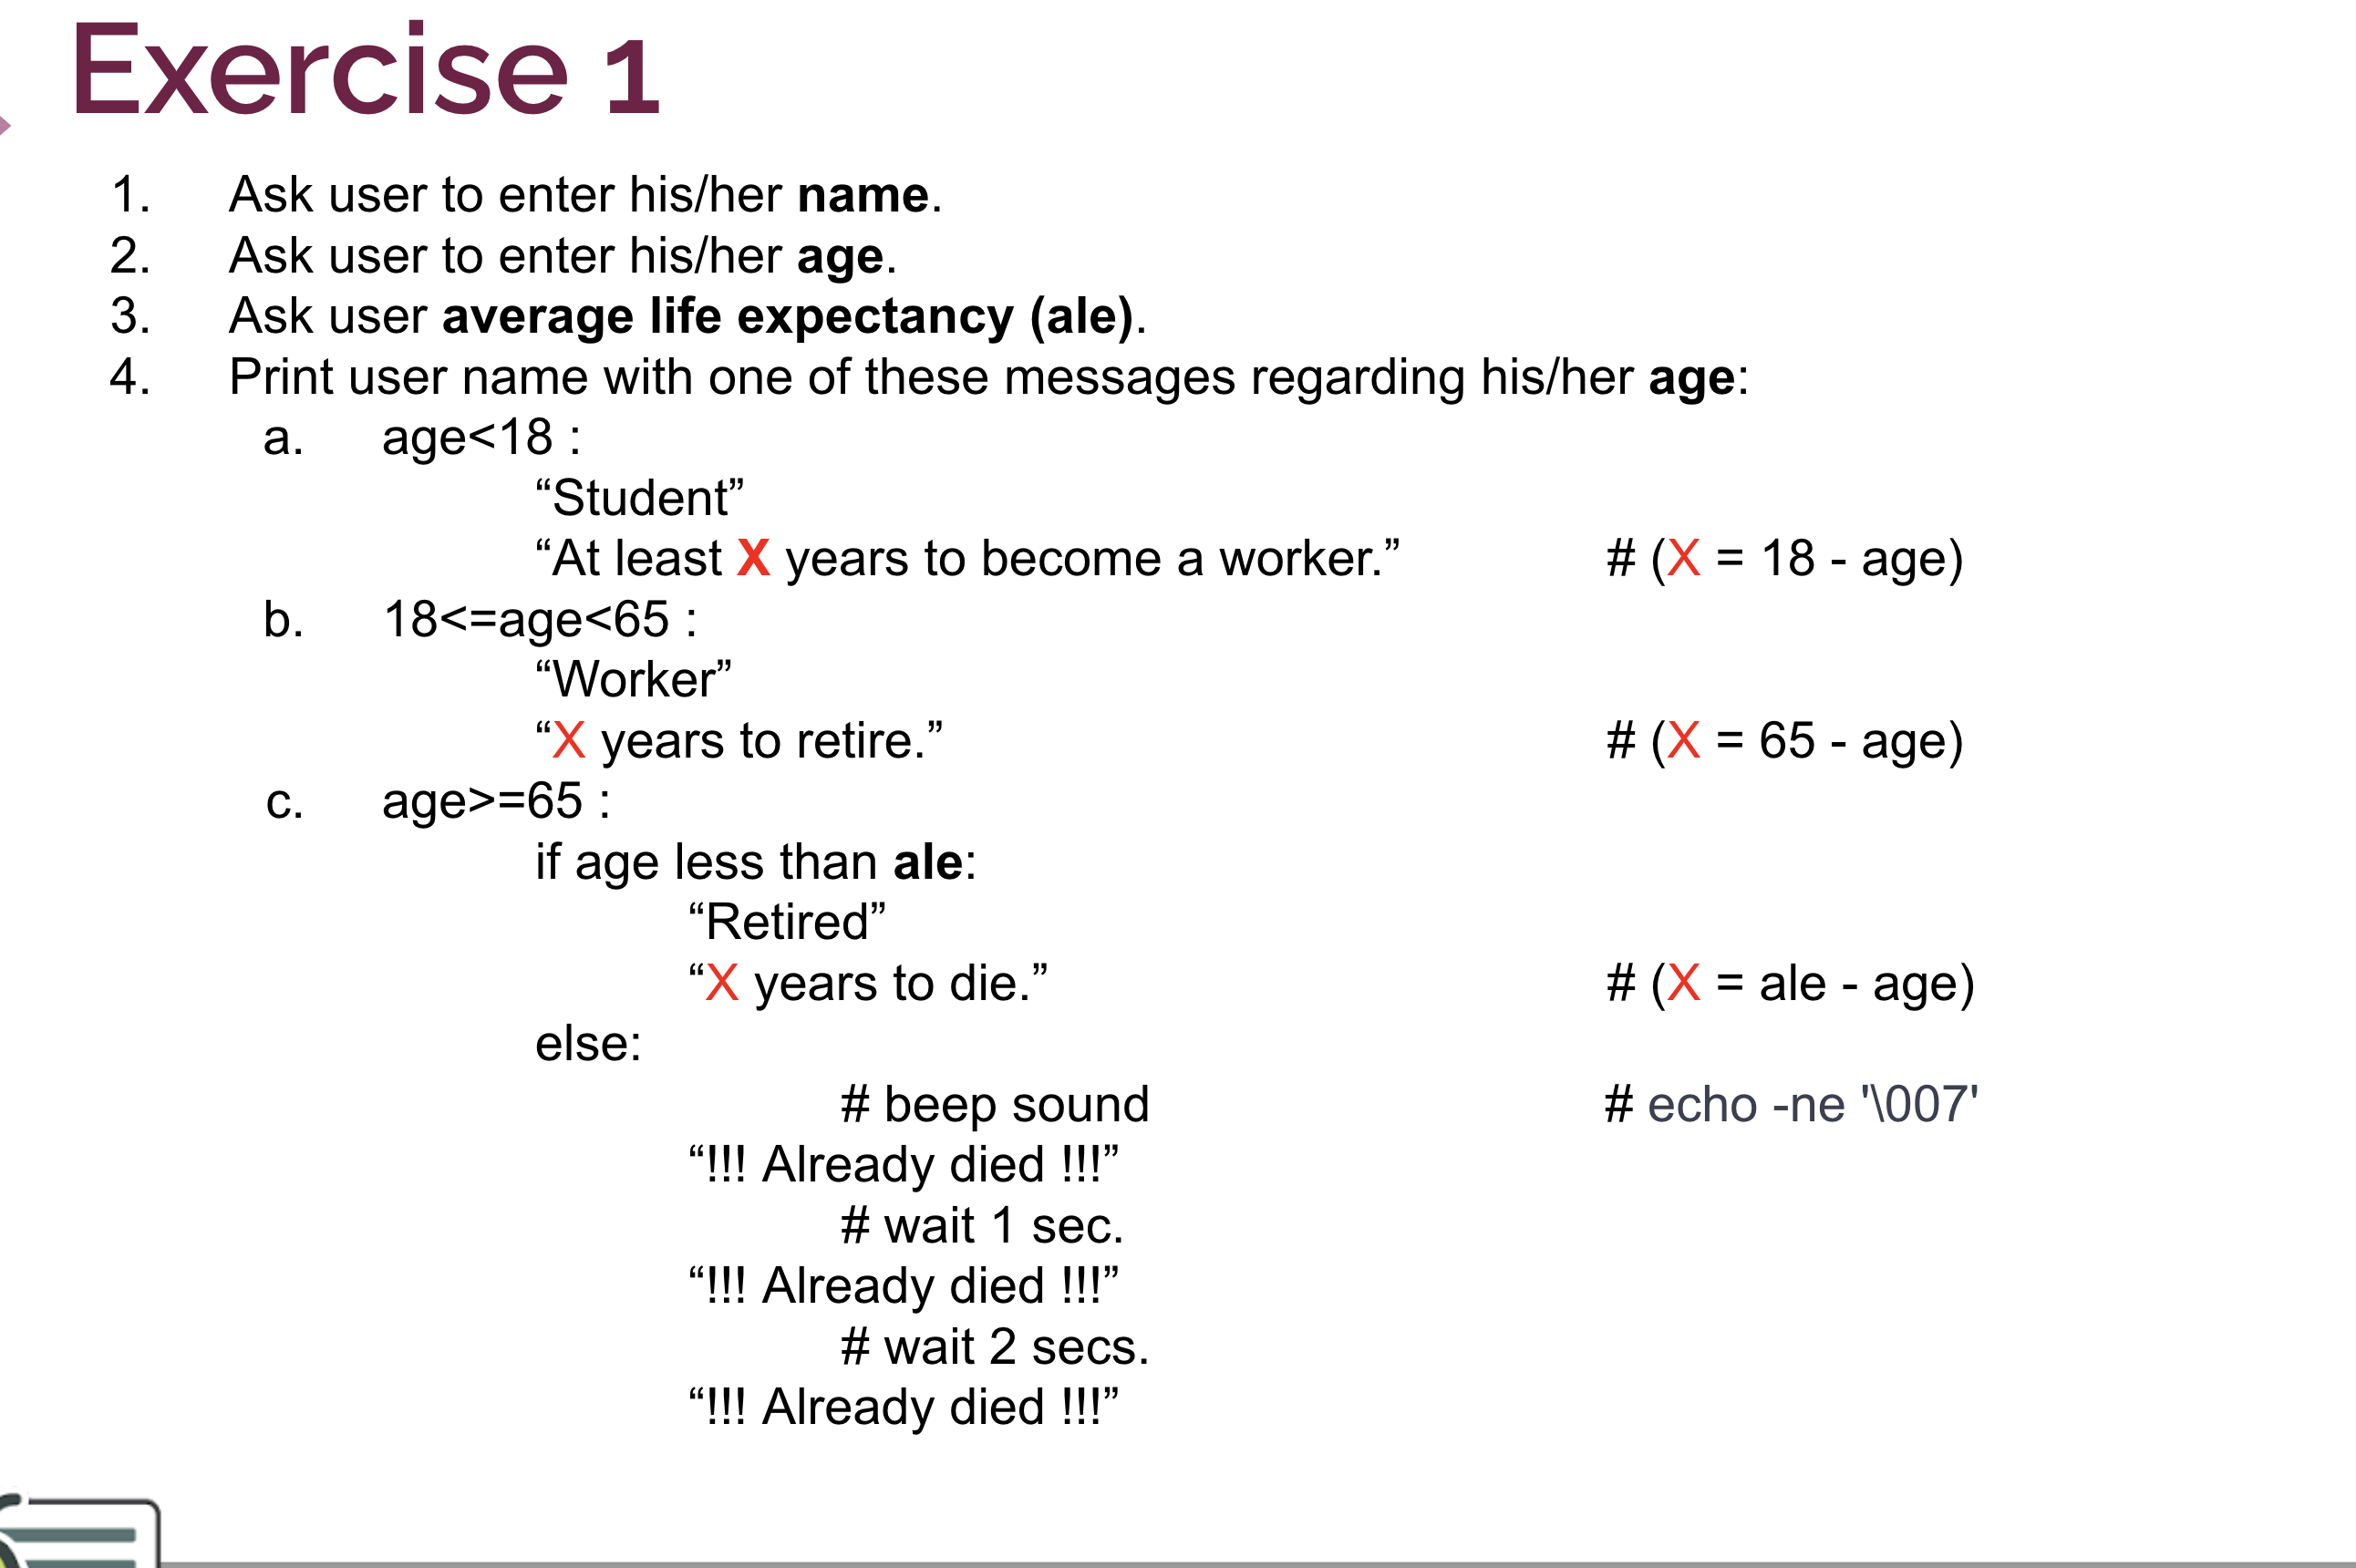 Exercise 1
1. Ask user to enter his/her name.
2. Ask user to enter his/her age.
3. Ask user average life expectancy (ale).
4. Print user name with one of these messages regarding his/her age:
a. age<18 :
“Student”
“At least X years to become a worker.” # (X = 18 - age)
b. 18<=age<65 :
“Worker”
“X years to retire.” # (X = 65 - age)
c. age>=65 :
if age less than ale:
“Retired”
“X years to die.” # (X = ale - age)
else:
# beep sound # echo -ne '\007'
“!!! Already died !!!”
# wait 1 sec.
“!!! Already died !!!”
# wait 2 secs.
“!!! Already died !!!”